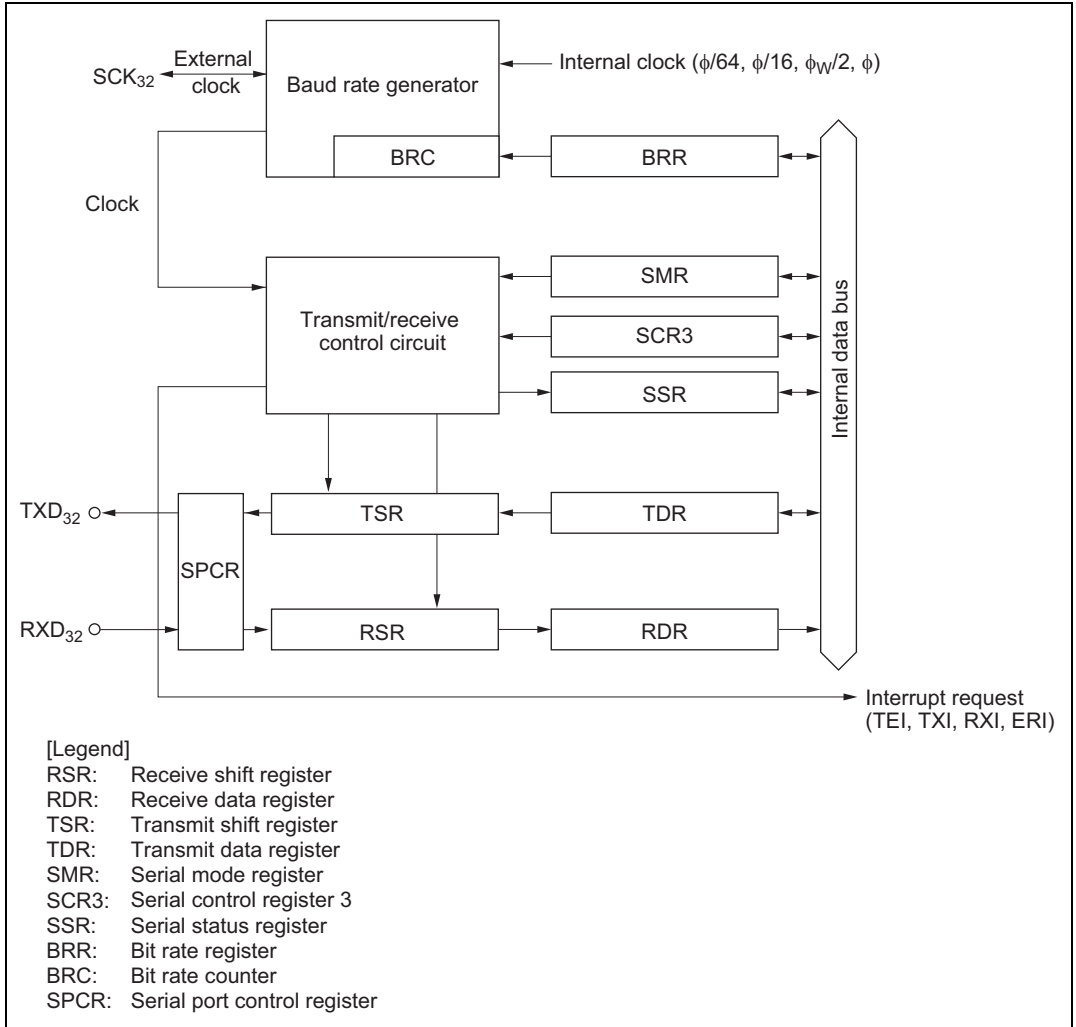 SCK32
External
clock
Baud rate generator
Internal clock (ϕ/64, ϕ/16, ϕW/2, ϕ)
BRC
BRR
Clock
Transmit/receive
control circuit
SMR
SCR3
SSR
Internal data bus
TXD32
SPCR
TSR
TDR
RXD32
RSR
RDR
Interrupt request
(TEI, TXI, RXI, ERI)
[Legend]
RSR: Receive shift register
RDR: Receive data register
TSR: Transmit shift register
TDR: Transmit data register
SMR: Serial mode register
SCR3: Serial control register 3
SSR: Serial status register
BRR: Bit rate register
BRC: Bit rate counter
SPCR: Serial port control register